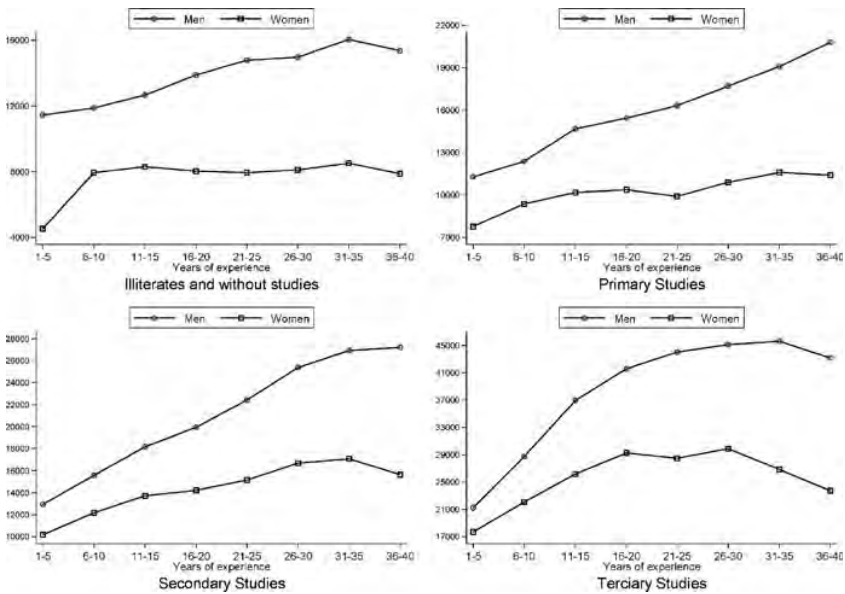 Men Women
16000
12000
8000
4000
1-5 6-10 11-15 16-20 21-25 26-30 31-35 36-40
Years of experience
Illiterates and without studies
Men Women
22000
19000
16000
13000
10000
7000
1-5 6-10 11-15 16-20 21-25 26-30 31-35 36-40
Years of experience
Primary Studies
Men Women
28000
26000
24000
22000
20000
18000
16000
14000
12000
10000
1-5 6-10 11-15 16-20 21-25 26-30 31-35 36-40
Years of experience
Secondary Studies
Men Women
45000
41000
37000
33000
29000
25000
21000
17000
1-5 6-10 11-15 16-20 21-25 26-30 31-35 36-40
Years of experience
Terciary Studies